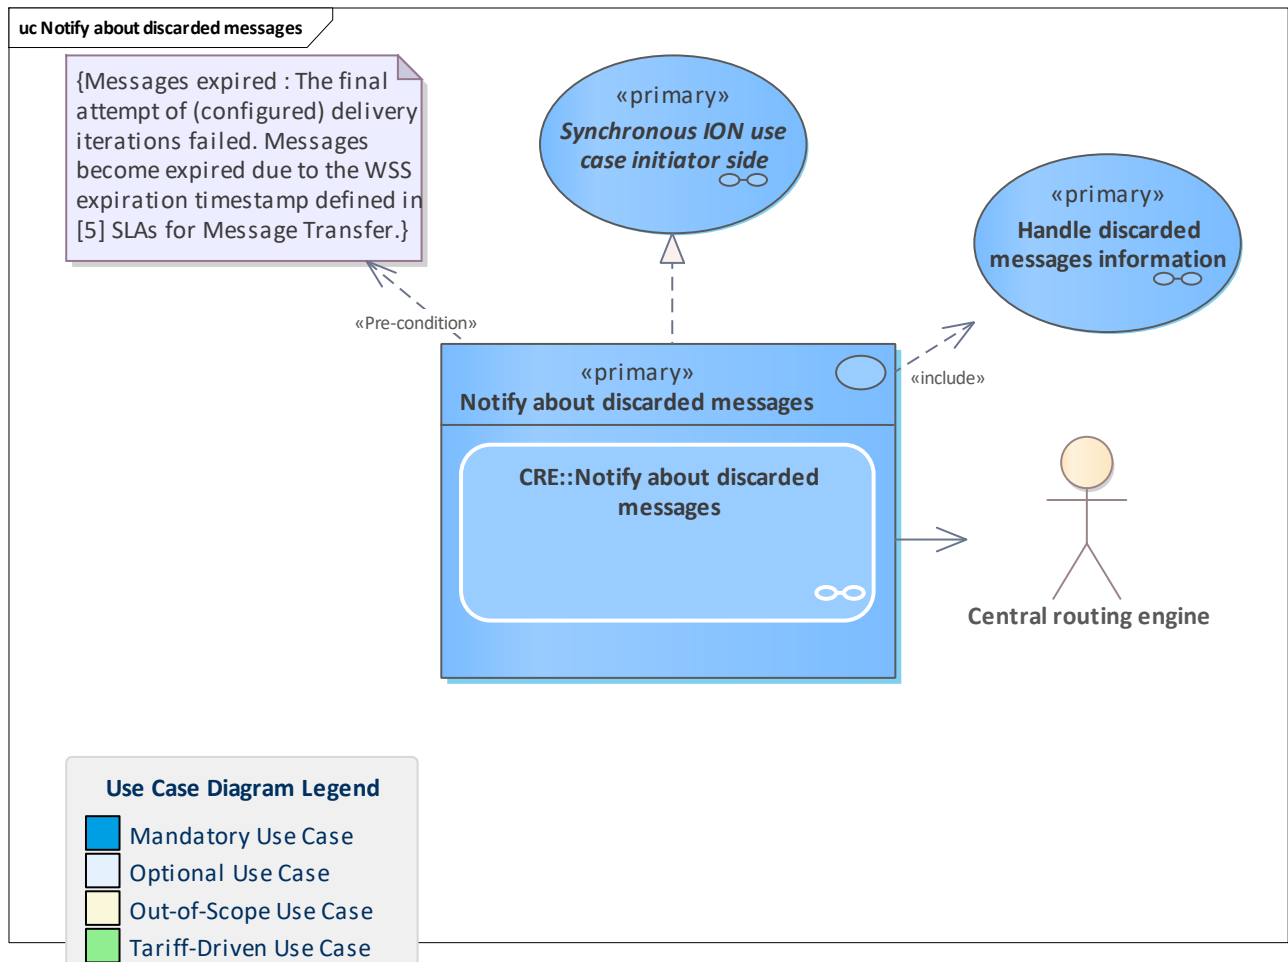 uc Notify about discarded messages
{Messages expired : The final
attempt of (configured) delivery
iterations failed. Messages
become expired due to the WSS
expiration timestamp defined in
[5] SLAs for Message Transfer.}
«primary»
Synchronous ION use
case initiator side
«primary»
Handle discarded
messages information
«Pre-condition»
«include»
«primary»
Notify about discarded messages
CRE::Notify about discarded
messages
Central routing engine
Use Case Diagram Legend
Mandatory Use Case
Optional Use Case
Out-of-Scope Use Case
Tariff-Driven Use Case